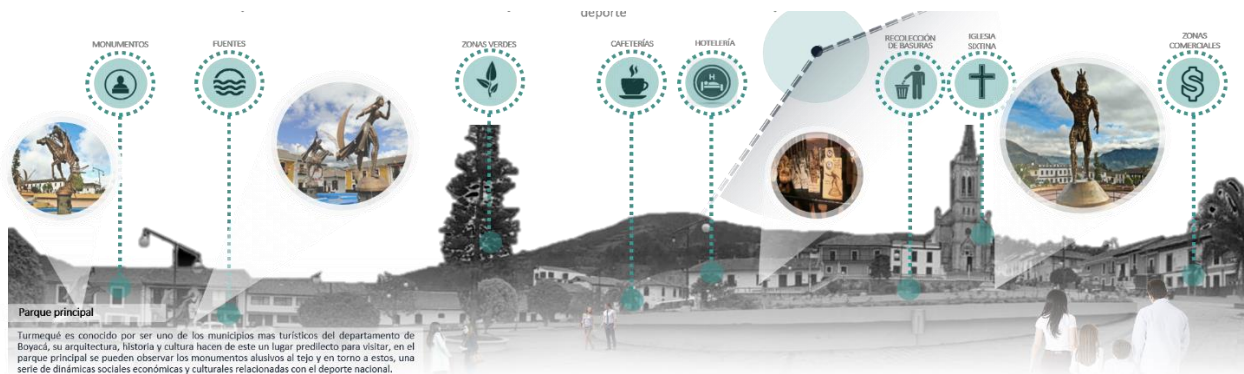 deporte
MONUMENTOS
FUENTES
ZONAS VERDES
CAFETERÍAS
HOTELERÍA
RECOLECCIÓN
DE BASURAS
IGLESIA
SIXTINA
ZONAS
COMERCIALES
H
$
Parque principal
Turmequé es conocido por ser uno de los municipios mas turísticos del departamento de
Boyacá, su arquitectura, historia y cultura hacen de este un lugar predilecto para visitar, en el
parque principal se pueden observar los monumentos alusivos al tejo y en torno a estos, una
serie de dinámicas sociales económicas y culturales relacionadas con el deporte nacional.